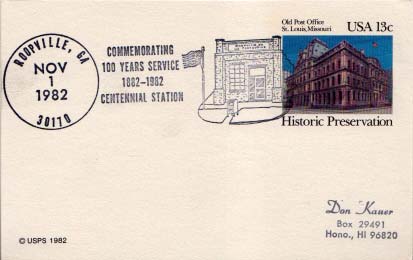 ROOPVILLE, GA
NOV
1
1982
30170
COMMEMORATING
100 YEARS SERVICE
1882-1982
CENTENNIAL STATION
Old Post Office
St. Louis, Missouri
USA 13c
Historic Preservation
Don Kauer
Box 29491
Hono., HI 96820
© USPS 1982